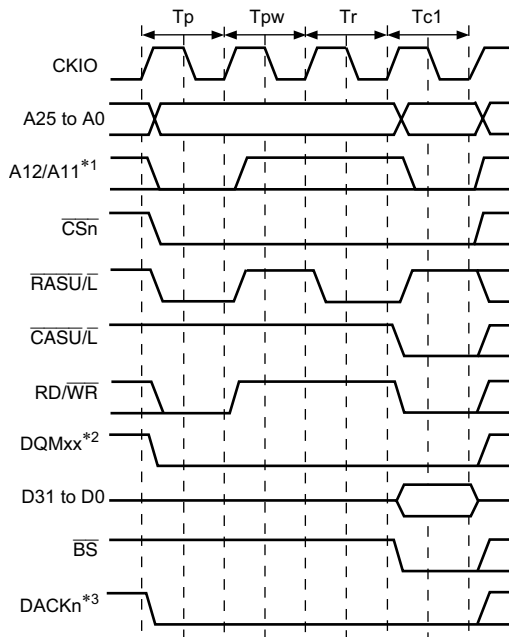 Tp Tpw Tr Tc1
CKIO
A25 to A0
A12/A11*1
CSn
RASU/L
CASU/L
RD/WR
DQMxx*2
D31 to D0
BS
DACKn*3